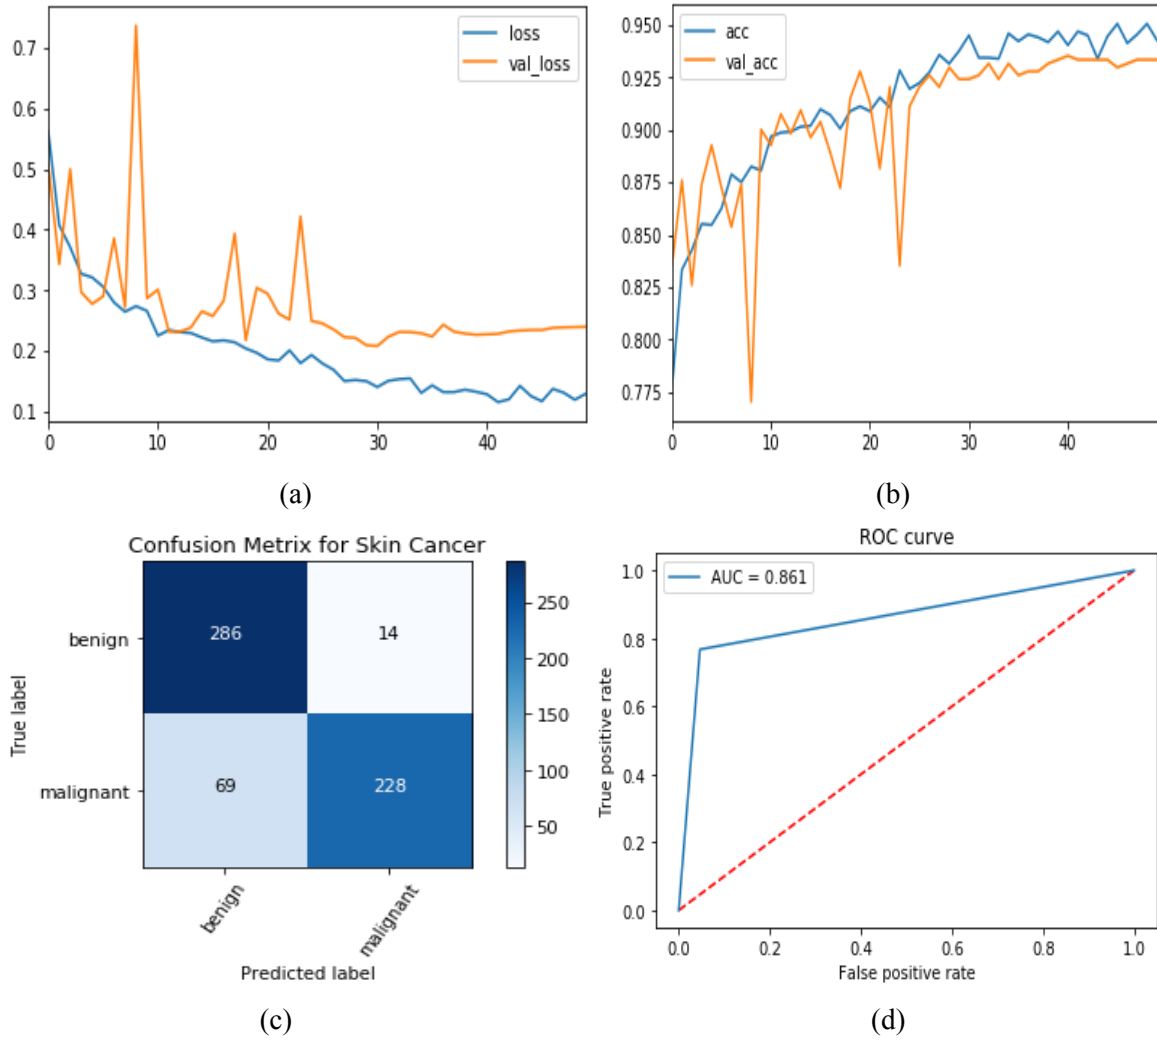 loss
val_loss
0.7
0.6
0.5
0.4
0.3
0.2
0.1
0 10 20 30 40
(a)
acc
val_acc
0.950
0.925
0.900
0.875
0.850
0.825
0.800
0.775
0 10 20 30 40
(b)
Confusion Metrix for Skin Cancer
True label
benign
malignant
286 14
69 228
benign malignant
Predicted label
250
200
150
100
50
(c)
ROC curve
AUC = 0.861
True positive rate
1.0
0.8
0.6
0.4
0.2
0.0
0.0 0.2 0.4 0.6 0.8 1.0
False positive rate
(d)